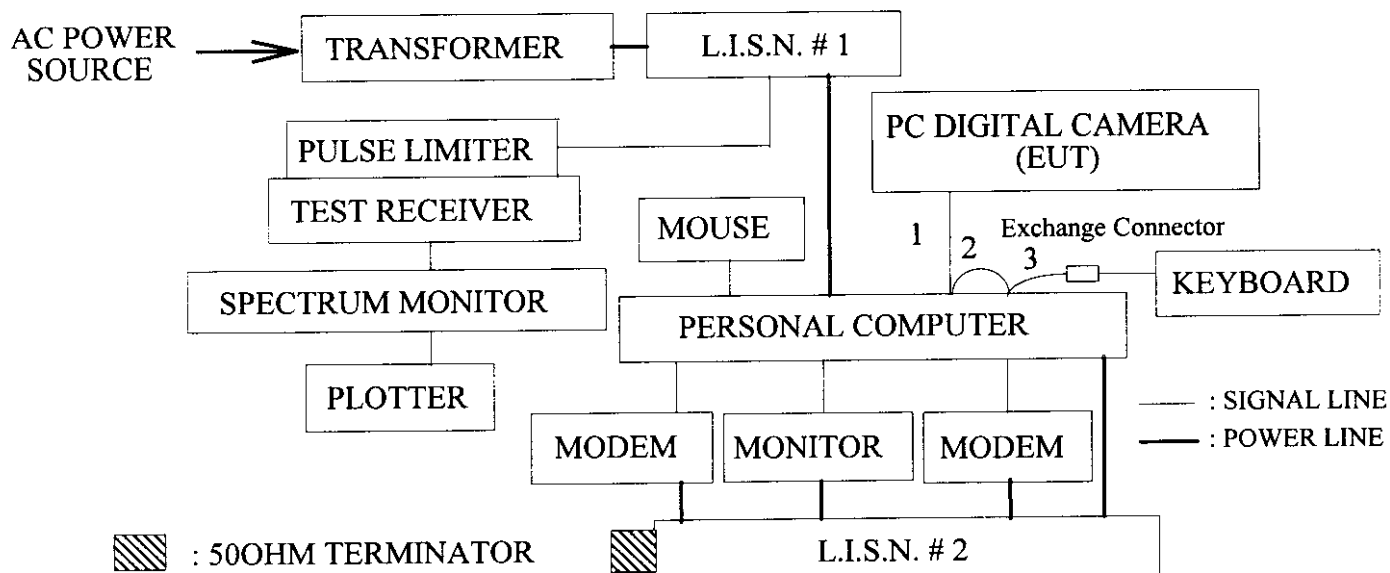 AC POWER
SOURCE
TRANSFORMER
L.I.S.N. # 1
PULSE LIMITER
TEST RECEIVER
SPECTRUM MONITOR
PLOTTER
PC DIGITAL CAMERA
(EUT)
MOUSE
1
2
3
Exchange Connector
KEYBOARD
PERSONAL COMPUTER
MODEM
MONITOR
MODEM
: SIGNAL LINE
: POWER LINE
: 50OHM TERMINATOR
L.I.S.N. # 2